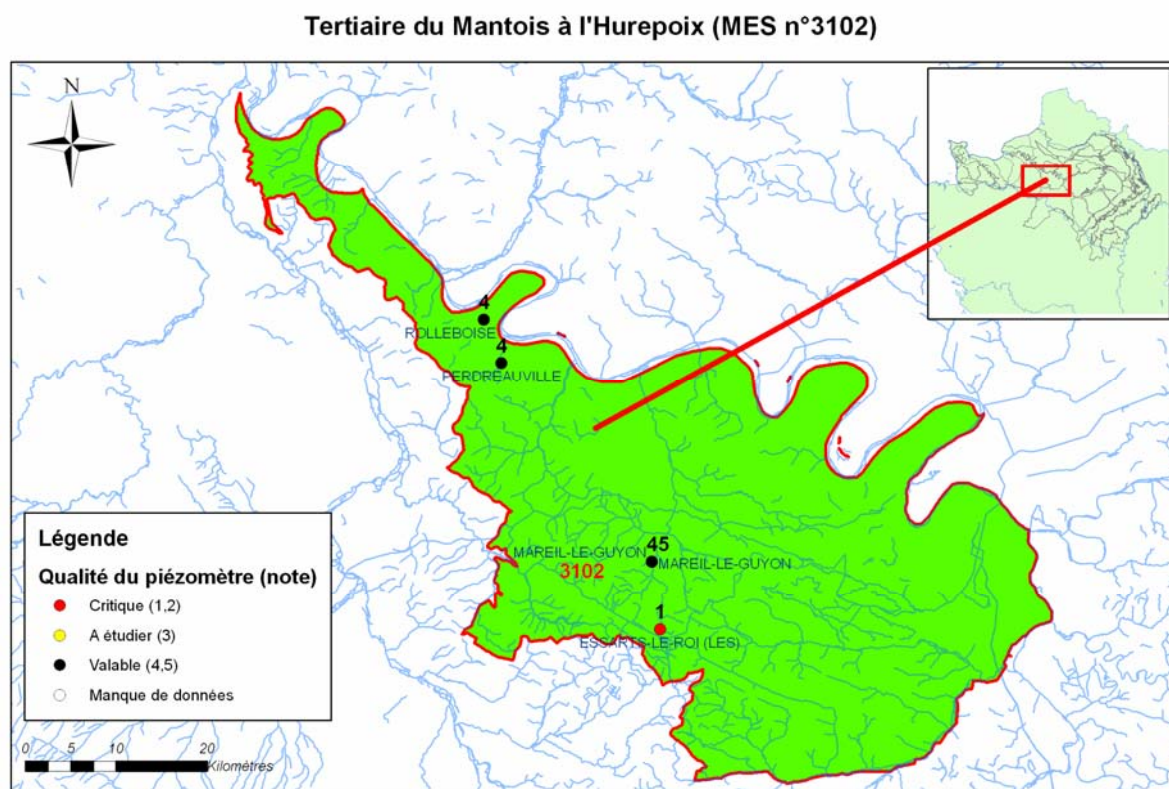 Tertiaire du Mantois à l'Hurepoix (MES n°3102)
N
4
ROLLEBOISE
4
PERDREAUVILLE
45
MAREIL-LE-GUYON MAREIL-LE-GUYON
3102
1
ESSARTS-LE-ROI (LES)
Légende
Qualité du piézomètre (note)
Critique (1,2)
A étudier (3)
Valable (4,5)
Manque de données
0 5 10 20
Kilomètres